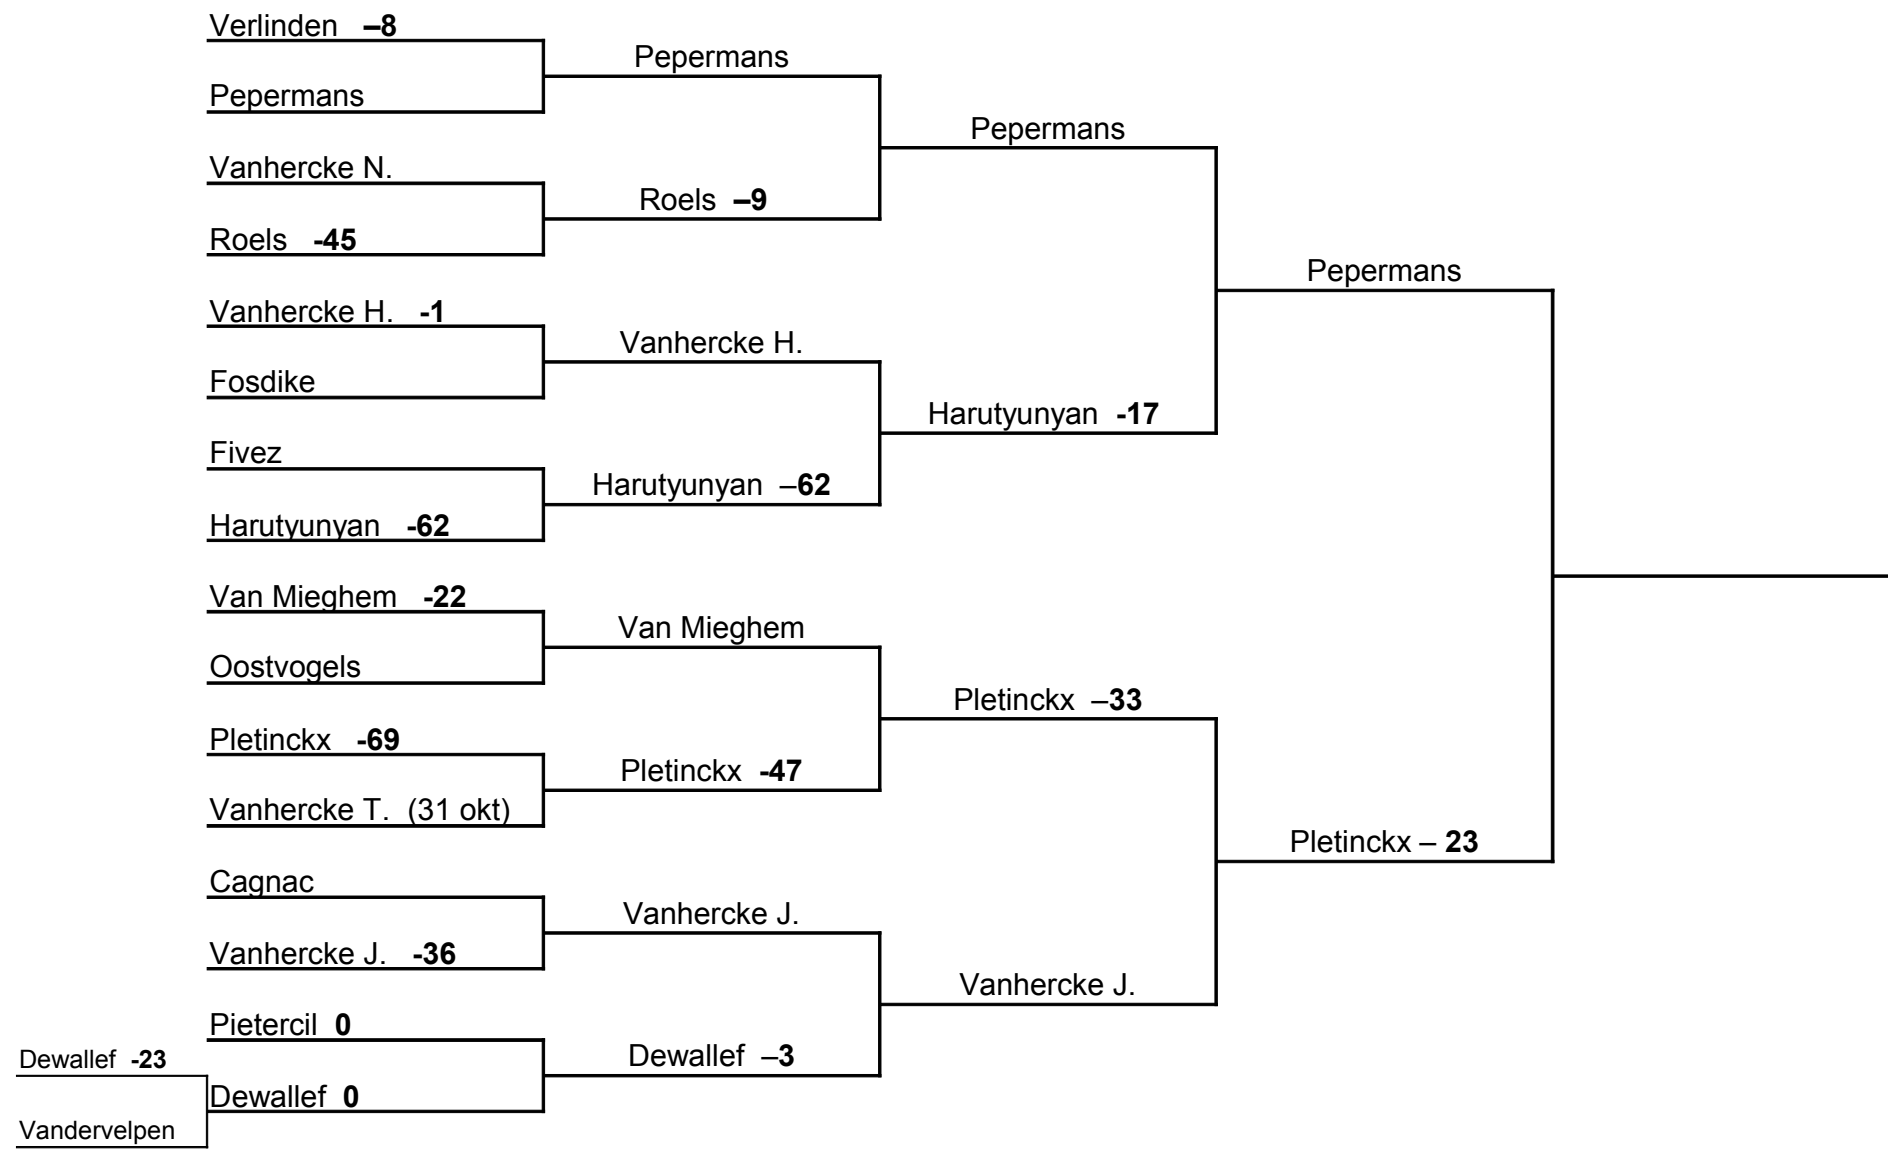 Verlinden –8
Pepermans
Pepermans
Pepermans
Vanhercke N.
Roels –9
Roels -45
Pepermans
Vanhercke H. -1
Vanhercke H.
Fosdike
Harutyunyan -17
Fivez
Harutyunyan –62
Harutyunyan -62
Van Mieghem -22
Van Mieghem
Oostvogels
Pletinckx –33
Pletinckx -69
Pletinckx -47
Vanhercke T. (31 okt)
Pletinckx – 23
Cagnac
Vanhercke J.
Vanhercke J. -36
Vanhercke J.
Pietercil 0
Dewallef -23
Dewallef –3
Dewallef 0
Vandervelpen